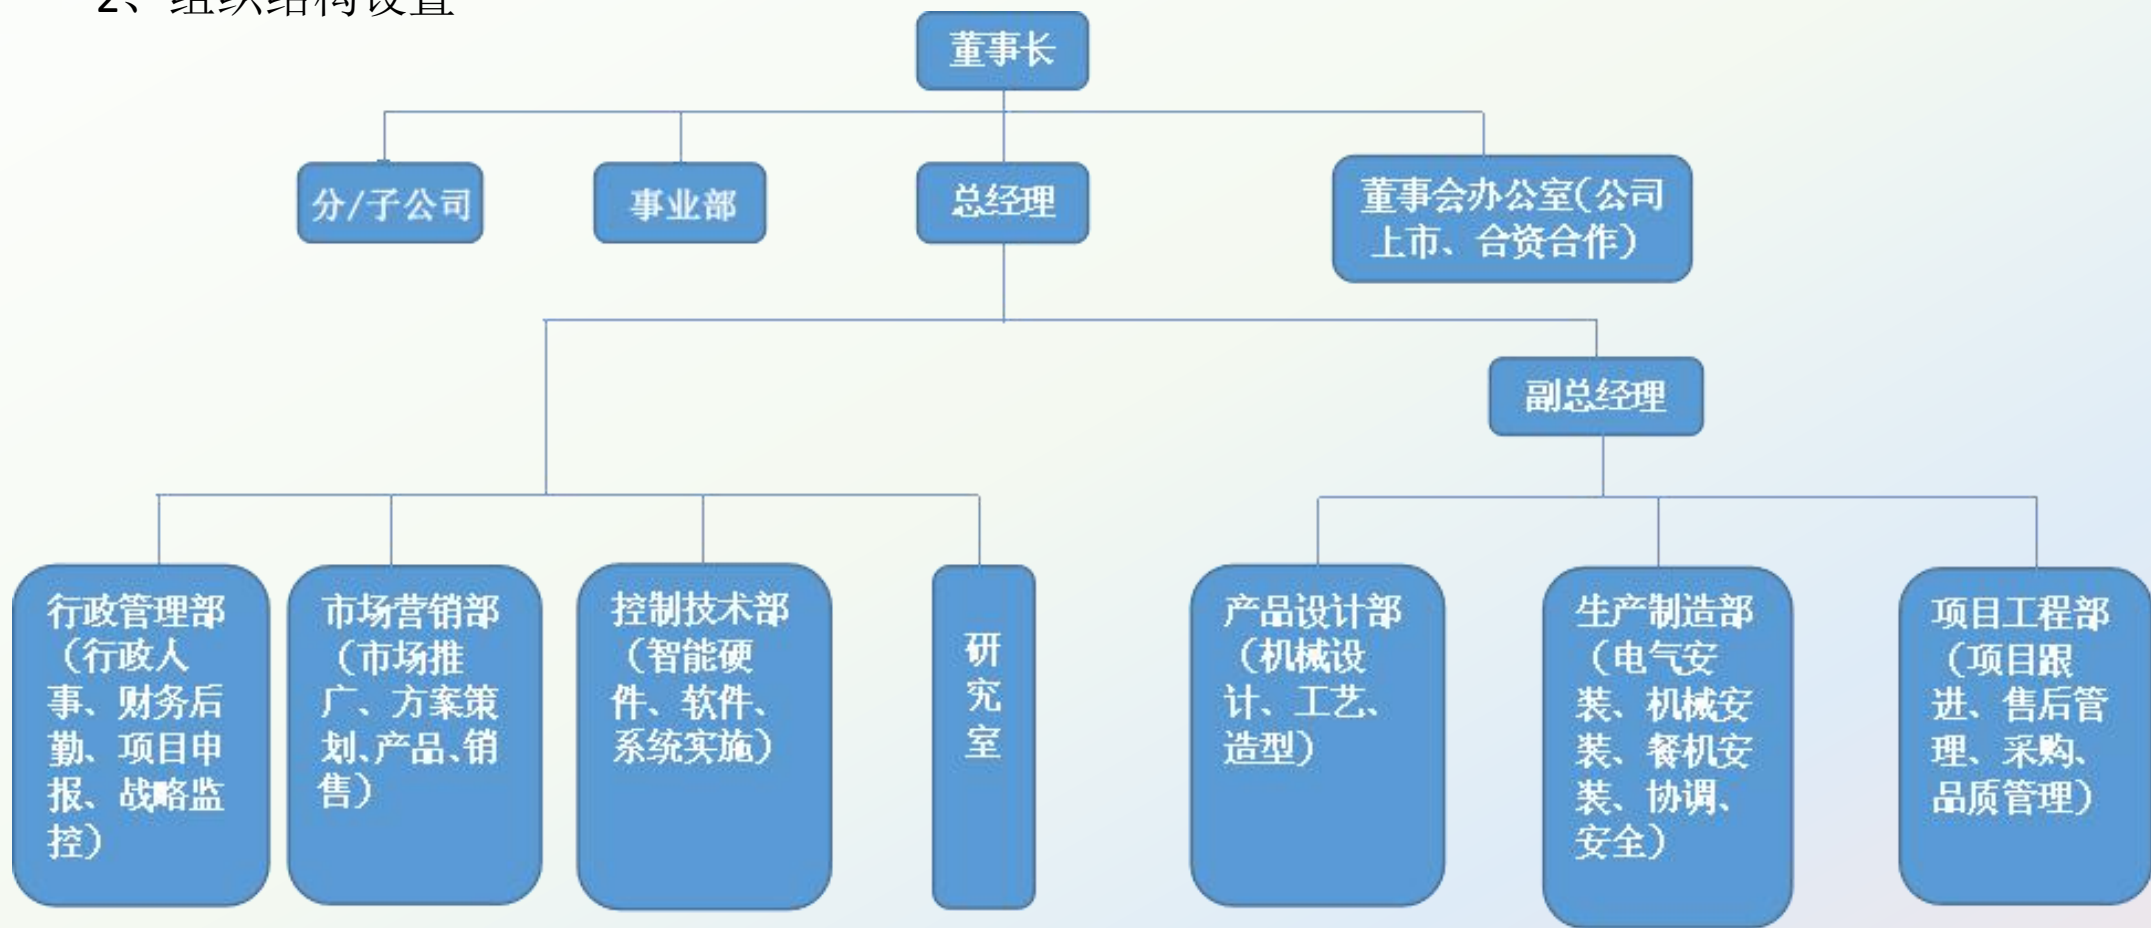 2、组织结构设置
董事长
分/子公司
事业部
总经理
董事会办公室(公司
上市、合资合作)
副总经理
行政管理部
(行政人
事、财务后
勤、项目申
报、战略监
控)
市场营销部
(市场推
广、方案策
划、产品、销
售)
控制技术部
(智能硬
件、软件、
系统实施)
研
究
室
产品设计部
(机械设
计、工艺、
造型)
生产制造部
(电气安
装、机械安
装、餐机安
装、协调、
安全)
项目工程部
(项目跟
进、售后管
理、采购、
品质管理)